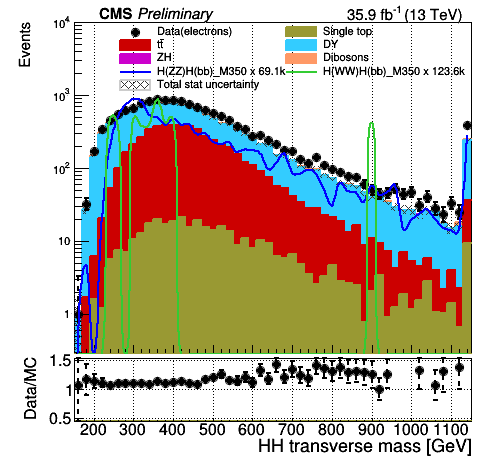 CMS Preliminary 35.9 fb⁻¹ (13 TeV)
Events
Data(electrons) Single top
tt̄ DY
ZH Dibosons
H(ZZ)H(bb)_M350 x 69.1k H(WW)H(bb)_M350 x 123.6k
Total stat uncertainty
10⁴
10³
10²
10
1
Data/MC
1.5
1.0
0.5
200 300 400 500 600 700 800 900 1000 1100
HH transverse mass [GeV]